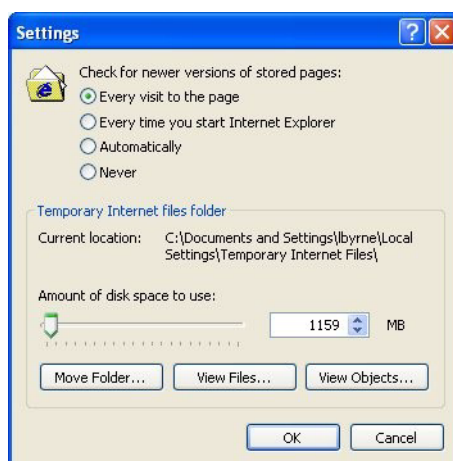 Settings
Check for newer versions of stored pages:
Every visit to the page
Every time you start Internet Explorer
Automatically
Never
Temporary Internet files folder
Current location: C:\Documents and Settings\lbyrne\Local
Settings\Temporary Internet Files\
Amount of disk space to use:
1159 MB
Move Folder... View Files... View Objects...
OK Cancel